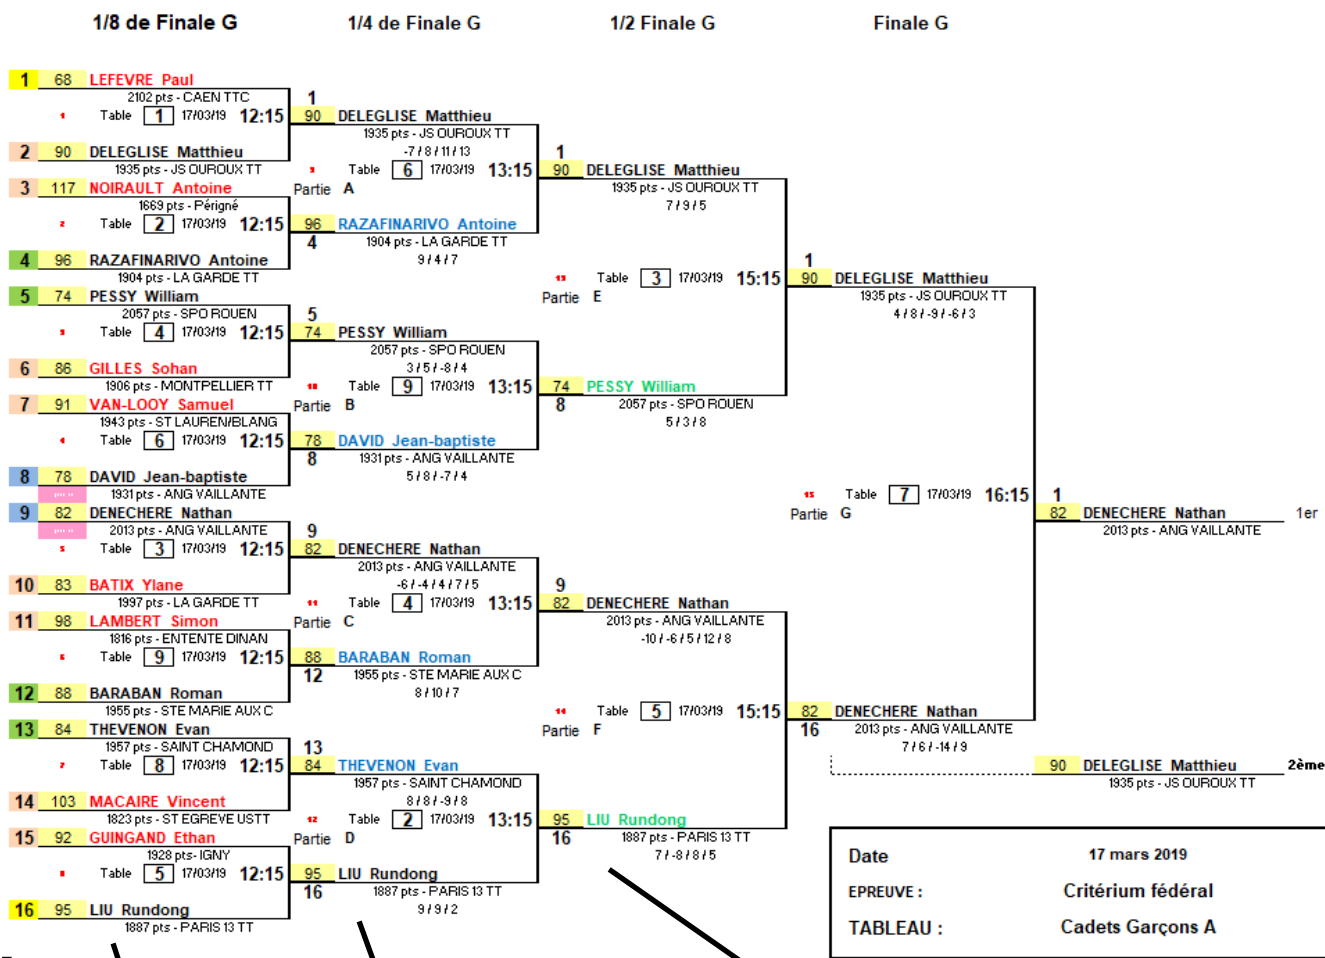 1/8 de Finale G
1/4 de Finale G
1/2 Finale G
Finale G
1 68 LEFEVRE Paul
2102 pts - CAEN TTC
1 Table 1 17/03/19 12:15
2 90 DELEGLISE Matthieu
1935 pts - JS OUROUX TT
3 117 NOIRAULT Antoine
1669 pts - Périgné
2 Table 2 17/03/19 12:15
4 96 RAZAFINARIVO Antoine
1904 pts - LA GARDE TT
5 74 PESSY William
2057 pts - SPO ROUEN
3 Table 4 17/03/19 12:15
6 86 GILLES Sohan
1906 pts - MONTPELLIER TT
7 91 VAN-LOOY Samuel
1943 pts - ST LAUREN/BLANG
4 Table 6 17/03/19 12:15
8 78 DAVID Jean-baptiste
1931 pts - ANG VAILLANTE
9 82 DENECHERE Nathan
2013 pts - ANG VAILLANTE
5 Table 3 17/03/19 12:15
10 83 BATIX Ylane
1997 pts - LA GARDE TT
11 98 LAMBERT Simon
1816 pts - ENTENTE DINAN
6 Table 9 17/03/19 12:15
12 88 BARABAN Roman
1955 pts - STE MARIE AUX C
13 84 THEVENON Evan
1957 pts - SAINT CHAMOND
7 Table 8 17/03/19 12:15
14 103 MACAIRE Vincent
1823 pts - ST EGREVE USTT
15 92 GUINGAND Ethan
1928 pts - IGNY
8 Table 5 17/03/19 12:15
16 95 LIU Rundong
1887 pts - PARIS 13 TT
1
90 DELEGLISE Matthieu
1935 pts - JS OUROUX TT
-7 / 8 / 11 / 13
9 Table 6 17/03/19 13:15
Partie A
96 RAZAFINARIVO Antoine
4 1904 pts - LA GARDE TT
9 / 4 / 7
5
74 PESSY William
2057 pts - SPO ROUEN
3 / 5 / -8 / 4
10 Table 9 17/03/19 13:15
Partie B
78 DAVID Jean-baptiste
8 1931 pts - ANG VAILLANTE
5 / 8 / -7 / 4
9
82 DENECHERE Nathan
2013 pts - ANG VAILLANTE
-6 / -4 / 4 / 7 / 5
11 Table 4 17/03/19 13:15
Partie C
88 BARABAN Roman
12 1955 pts - STE MARIE AUX C
8 / 10 / 7
13
84 THEVENON Evan
1957 pts - SAINT CHAMOND
8 / 8 / -9 / 8
12 Table 2 17/03/19 13:15
Partie D
95 LIU Rundong
16 1887 pts - PARIS 13 TT
9 / 9 / 2
1
90 DELEGLISE Matthieu
1935 pts - JS OUROUX TT
7 / 9 / 5
13 Table 3 17/03/19 15:15
Partie E
74 PESSY William
8 2057 pts - SPO ROUEN
5 / 3 / 8
9
82 DENECHERE Nathan
2013 pts - ANG VAILLANTE
-10 / -6 / 5 / 12 / 8
14 Table 5 17/03/19 15:15
Partie F
95 LIU Rundong
16 1887 pts - PARIS 13 TT
7 / -8 / 8 / 5
1
90 DELEGLISE Matthieu
1935 pts - JS OUROUX TT
4 / 8 / -9 / -6 / 3
15 Table 7 17/03/19 16:15
Partie G
82 DENECHERE Nathan
16 2013 pts - ANG VAILLANTE
7 / 6 / -14 / 9
1
82 DENECHERE Nathan 1er
2013 pts - ANG VAILLANTE
90 DELEGLISE Matthieu 2ème
1935 pts - JS OUROUX TT
Date 17 mars 2019
EPREUVE : Critérium fédéral
TABLEAU : Cadets Garçons A